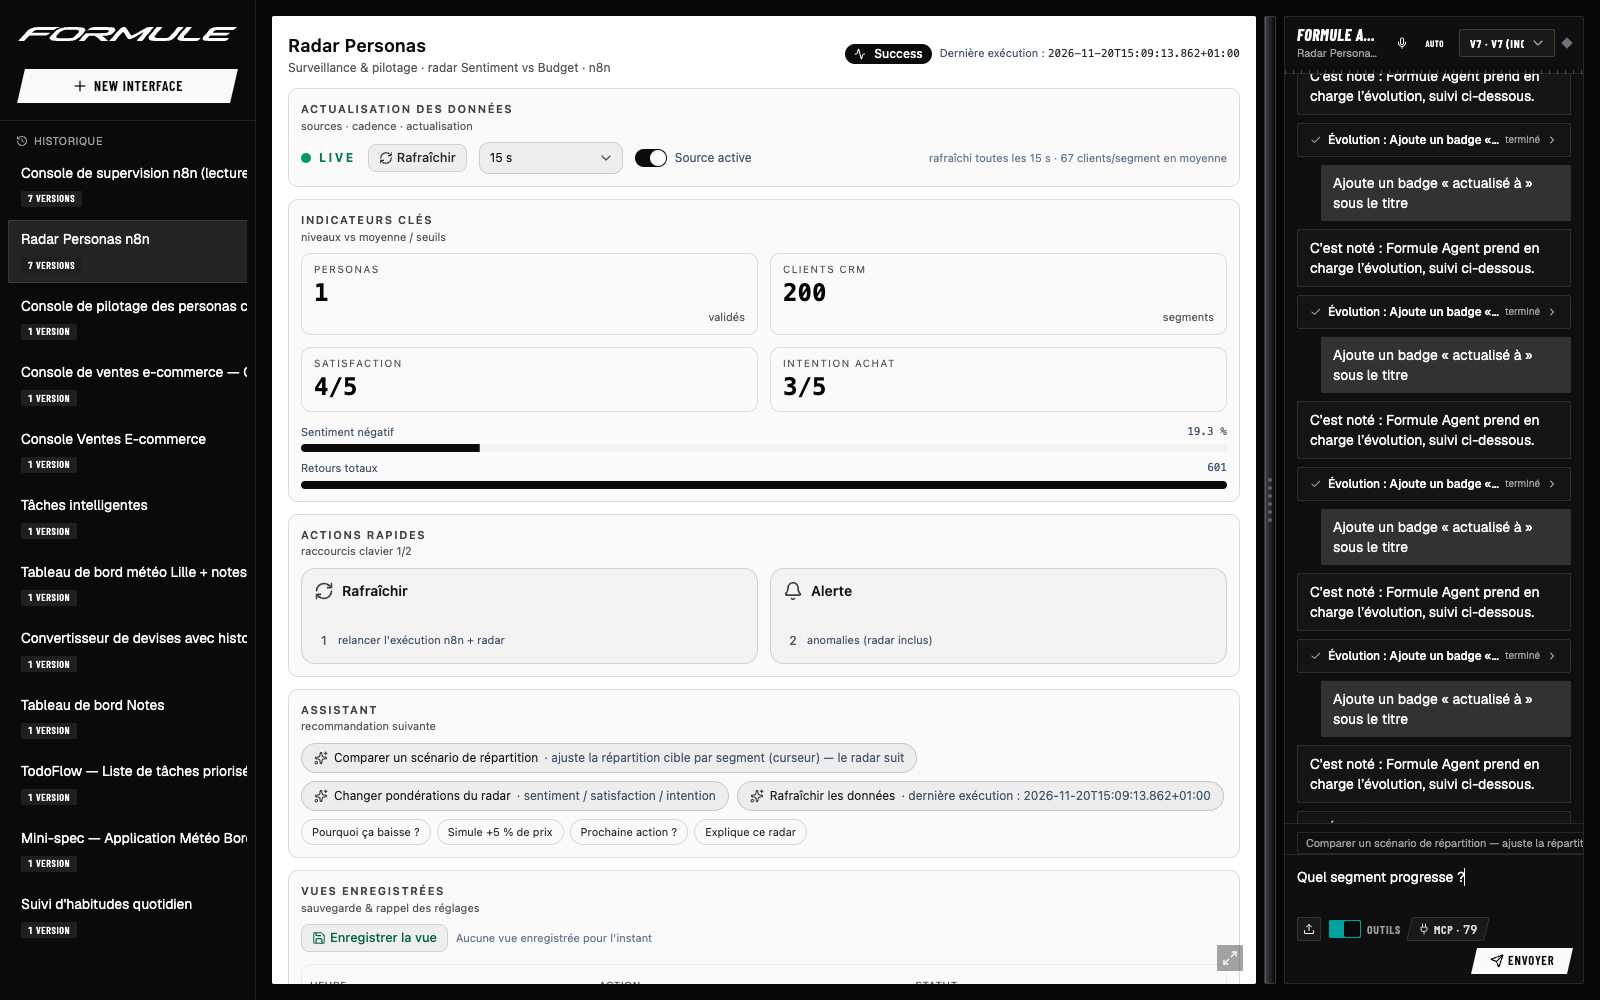 FORMULE
NEW INTERFACE
HISTORIQUE
Console de supervision n8n (lecture
7 VERSIONS
Radar Personas n8n
7 VERSIONS
Console de pilotage des personas c
1 VERSION
Console de ventes e-commerce —
1 VERSION
Console Ventes E-commerce
1 VERSION
Tâches intelligentes
1 VERSION
Tableau de bord météo Lille + notes
1 VERSION
Convertisseur de devises avec histo
1 VERSION
Tableau de bord Notes
1 VERSION
TodoFlow — Liste de tâches priorisé
1 VERSION
Mini-spec — Application Météo Bor
1 VERSION
Suivi d'habitudes quotidien
1 VERSION
Radar Personas
Surveillance & pilotage · radar Sentiment vs Budget · n8n
Success
Dernière exécution : 2026-11-20T15:09:13.862+01:00
ACTUALISATION DES DONNÉES
sources · cadence · actualisation
LIVE
Rafraîchir
15 s
Source active
rafraîchi toutes les 15 s · 67 clients/segment en moyenne
INDICATEURS CLÉS
niveaux vs moyenne / seuils
PERSONAS
1
validés
CLIENTS CRM
200
segments
SATISFACTION
4/5
INTENTION ACHAT
3/5
Sentiment négatif
19.3 %
Retours totaux
601
ACTIONS RAPIDES
raccourcis clavier 1/2
Rafraîchir
1 relancer l'exécution n8n + radar
Alerte
2 anomalies (radar inclus)
ASSISTANT
recommandation suivante
Comparer un scénario de répartition · ajuste la répartition cible par segment (curseur) — le radar suit
Changer pondérations du radar · sentiment / satisfaction / intention
Rafraîchir les données · dernière exécution : 2026-11-20T15:09:13.862+01:00
Pourquoi ça baisse ?
Simule +5 % de prix
Prochaine action ?
Explique ce radar
VUES ENREGISTRÉES
sauvegarde & rappel des réglages
Enregistrer la vue
Aucune vue enregistrée pour l'instant
HEURE ACTION STATUT
FORMULE A...
Radar Persona...
AUTO
V7 · V7 (INC
C'est noté : Formule Agent prend en
charge l'évolution, suivi ci-dessous.
Évolution : Ajoute un badge «... terminé
Ajoute un badge « actualisé à »
sous le titre
C'est noté : Formule Agent prend en
charge l'évolution, suivi ci-dessous.
Évolution : Ajoute un badge «... terminé
Ajoute un badge « actualisé à »
sous le titre
C'est noté : Formule Agent prend en
charge l'évolution, suivi ci-dessous.
Évolution : Ajoute un badge «... terminé
Ajoute un badge « actualisé à »
sous le titre
C'est noté : Formule Agent prend en
charge l'évolution, suivi ci-dessous.
Évolution : Ajoute un badge «... terminé
Ajoute un badge « actualisé à »
sous le titre
C'est noté : Formule Agent prend en
charge l'évolution, suivi ci-dessous.
Comparer un scénario de répartition — ajuste la répartit
Quel segment progresse ?
OUTILS
MCP · 79
ENVOYER